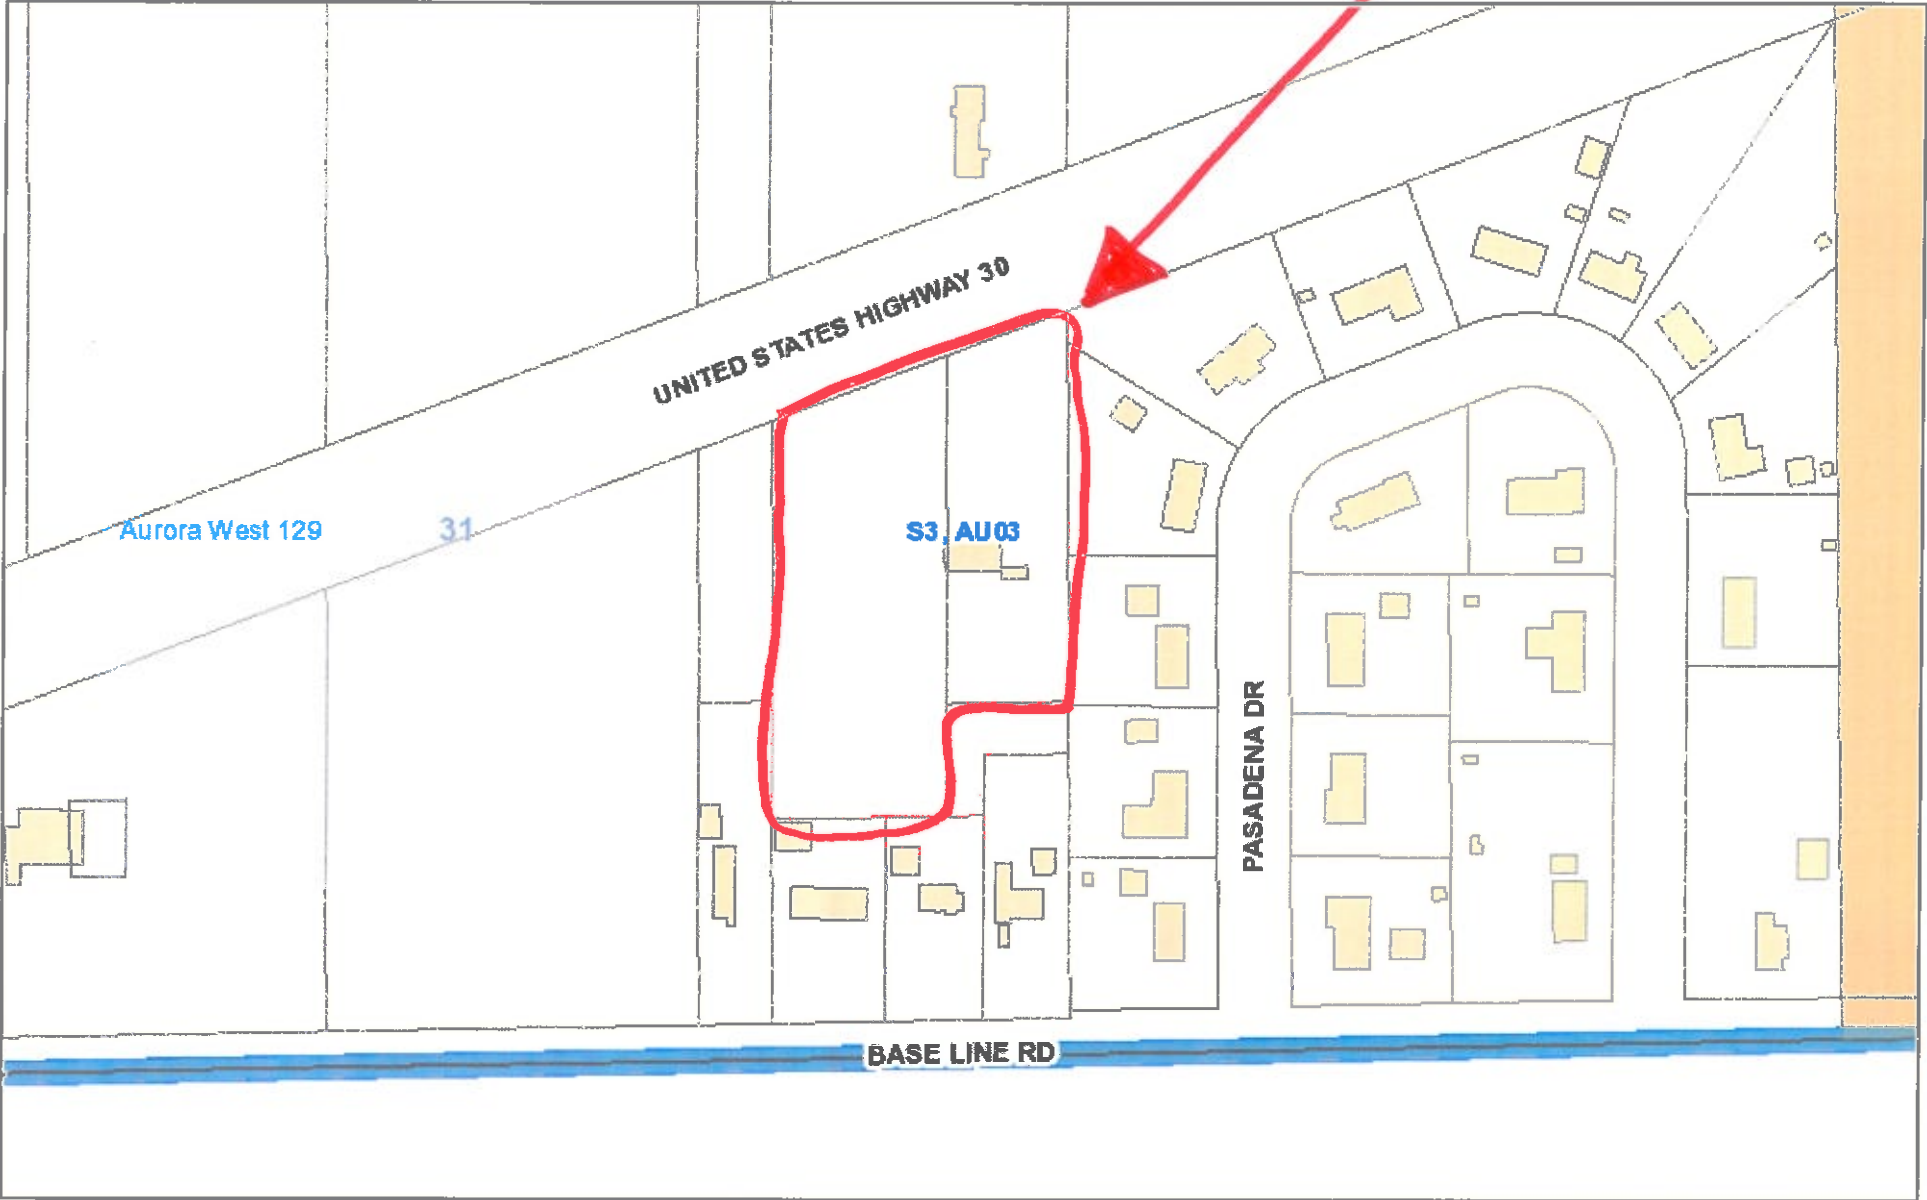 UNITED STATES HIGHWAY 30
Aurora West 129
31
S3, AU03
PASADENA DR
BASE LINE RD